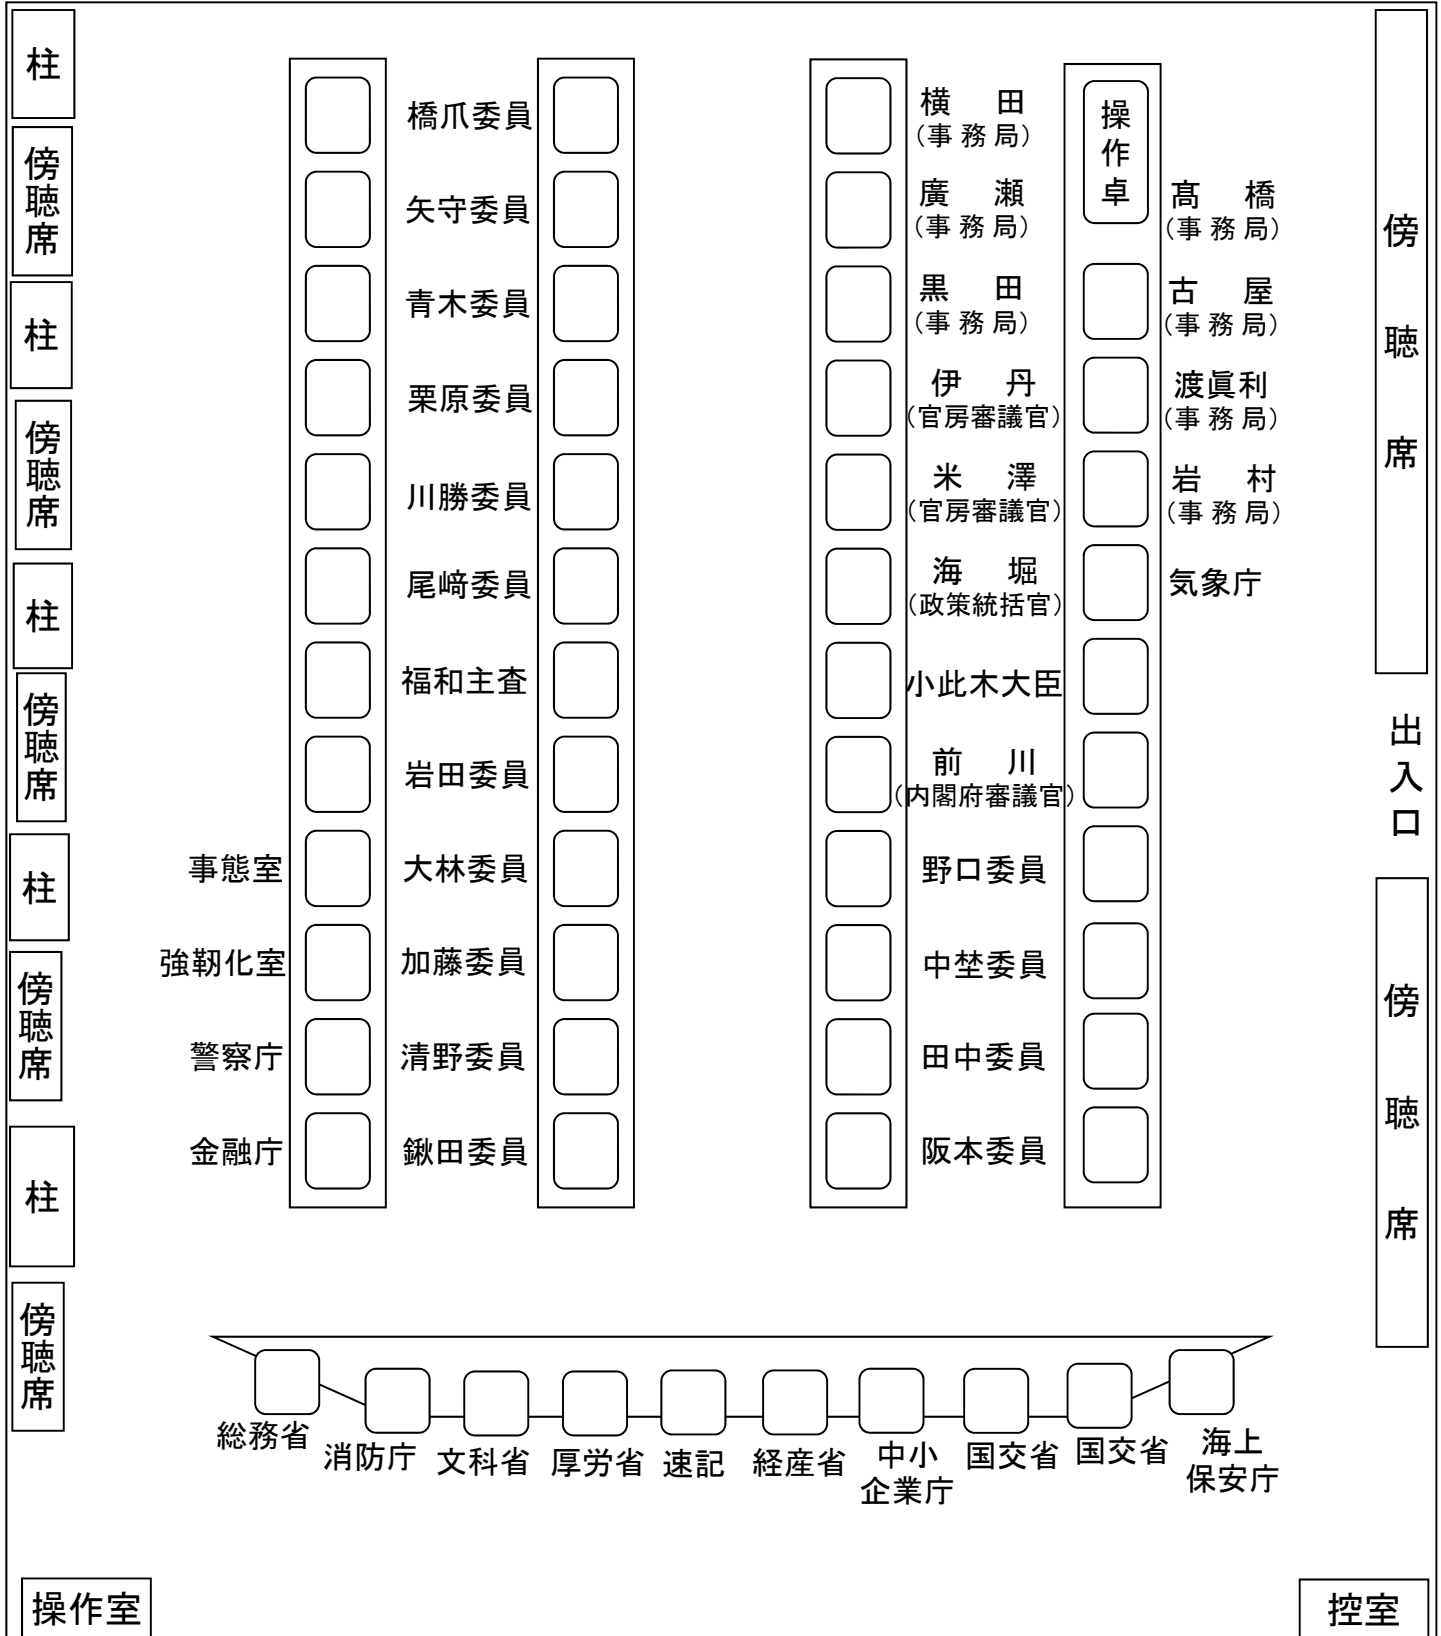 柱
傍聴席
柱
傍聴席
柱
傍聴席
柱
傍聴席
柱
傍聴席
事態室
強靭化室
警察庁
金融庁
橋爪委員
矢守委員
青木委員
栗原委員
川勝委員
尾﨑委員
福和主査
岩田委員
大林委員
加藤委員
清野委員
鍬田委員
横 田
（事務局）
廣 瀬
（事務局）
黒 田
（事務局）
伊 丹
（官房審議官）
米 澤
（官房審議官）
海 堀
（政策統括官）
小此木大臣
前 川
（内閣府審議官）
野口委員
中埜委員
田中委員
阪本委員
操作卓
髙 橋
（事務局）
古 屋
（事務局）
渡眞利
（事務局）
岩 村
（事務局）
気象庁
傍聴席
出入口
傍聴席
総務省
消防庁
文科省
厚労省
速記
経産省
中小
企業庁
国交省
国交省
海上
保安庁
操作室
控室